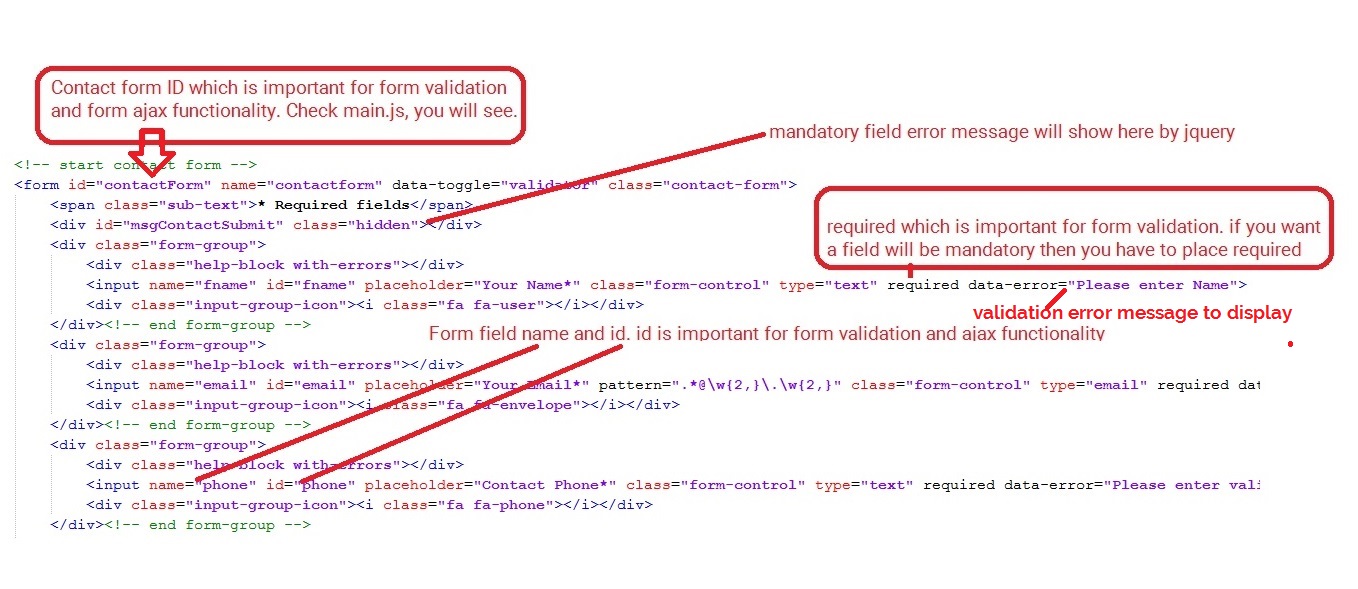 Contact form ID which is important for form validation
and form ajax functionality. Check main.js, you will see.
mandatory field error message will show here by jquery
<!-- start contact form -->
<form id="contactForm" name="contactform" data-toggle="validator" class="contact-form">
<span class="sub-text">* Required fields</span>
<div id="msgContactSubmit" class="hidden"></div>
required which is important for form validation. if you want
a field will be mandatory then you have to place required
<div class="form-group">
<div class="help-block with-errors"></div>
<input name="fname" id="fname" placeholder="Your Name*" class="form-control" type="text" required data-error="Please enter Name">
<div class="input-group-icon"><i class="fa fa-user"></i></div>
validation error message to display
</div><!-- end form-group -->
Form field name and id. id is important for form validation and ajax functionality
<div class="form-group">
<div class="help-block with-errors"></div>
<input name="email" id="email" placeholder="Your Email*" pattern=".*@\w{2,}\.\w{2,}" class="form-control" type="email" required dat
<div class="input-group-icon"><i class="fa fa-envelope"></i></div>
</div><!-- end form-group -->
<div class="form-group">
<div class="help-block with-errors"></div>
<input name="phone" id="phone" placeholder="Contact Phone*" class="form-control" type="text" required data-error="Please enter vali
<div class="input-group-icon"><i class="fa fa-phone"></i></div>
</div><!-- end form-group -->